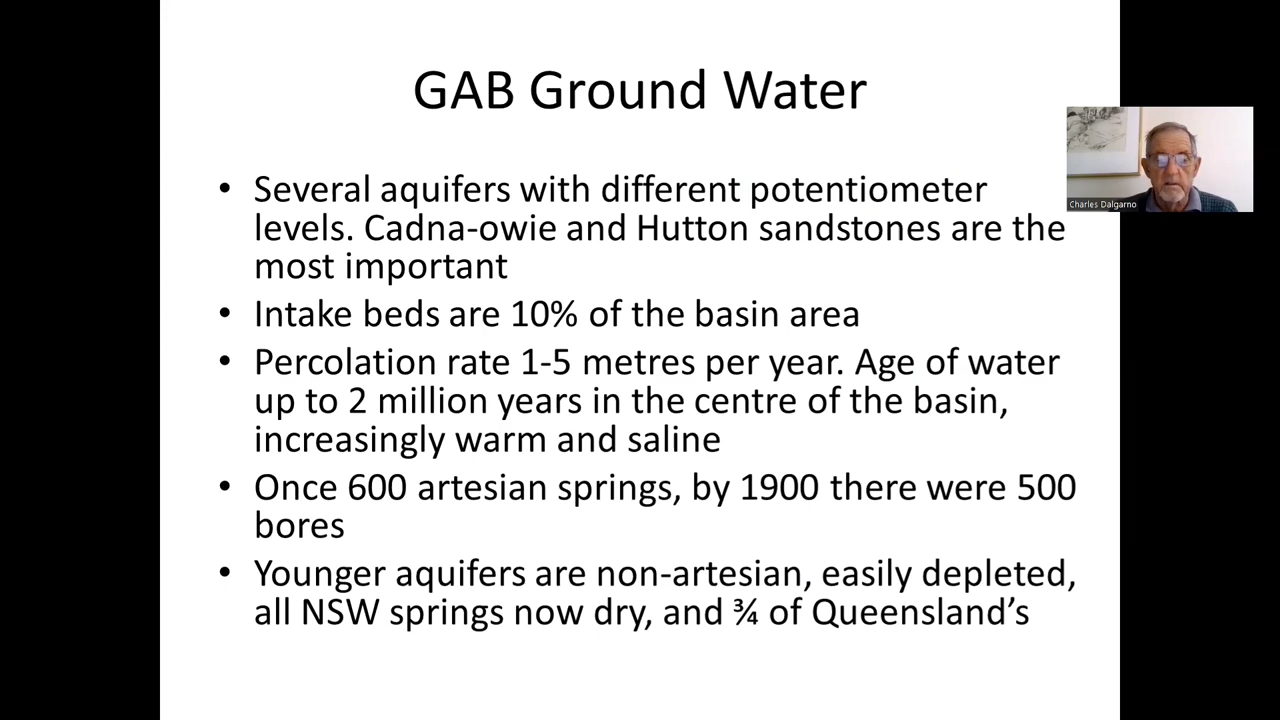 GAB Ground Water
• Several aquifers with different potentiometer
levels. Cadna-owie and Hutton sandstones are the
most important
• Intake beds are 10% of the basin area
• Percolation rate 1-5 metres per year. Age of water
up to 2 million years in the centre of the basin,
increasingly warm and saline
• Once 600 artesian springs, by 1900 there were 500
bores
• Younger aquifers are non-artesian, easily depleted,
all NSW springs now dry, and ¾ of Queensland’s
Charles Dalgarno